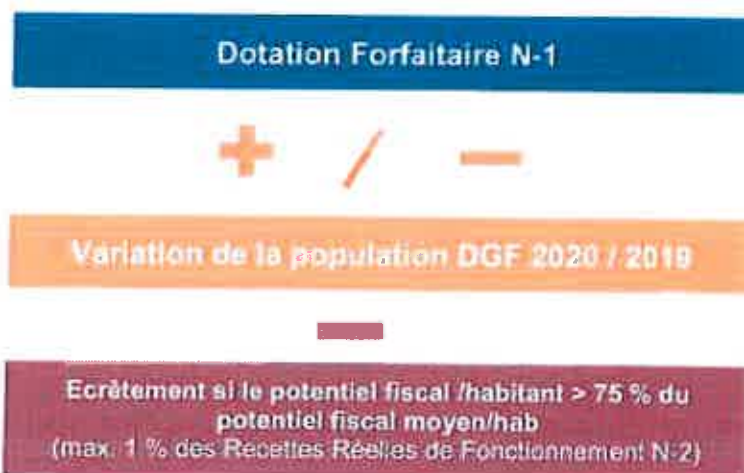 Dotation Forfaitaire N-1
+ / -
Variation de la population DGF 2020 / 2019
-
Ecrêtement si le potentiel fiscal /habitant > 75 % du
potentiel fiscal moyen/hab
(max. 1 % des Recettes Réelles de Fonctionnement N-2)